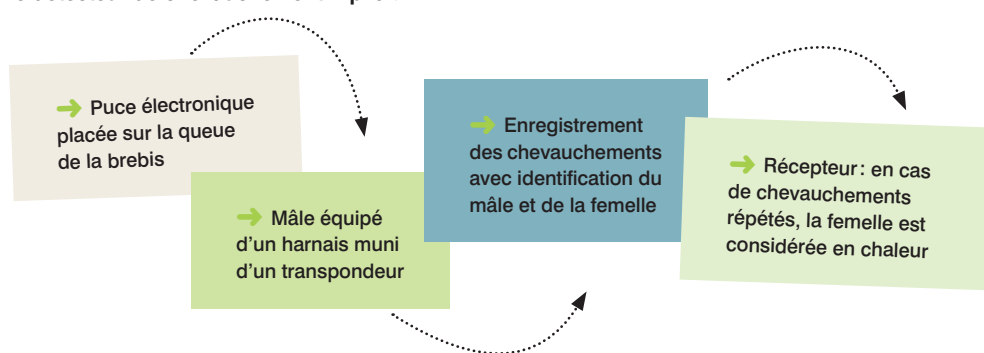 → Puce électronique
placée sur la queue
de la brebis
→ Mâle équipé
d'un harnais muni
d'un transpondeur
→ Enregistrement
des chevauchements
avec identification du
mâle et de la femelle
→ Récepteur : en cas
de chevauchements
répétés, la femelle est
considérée en chaleur